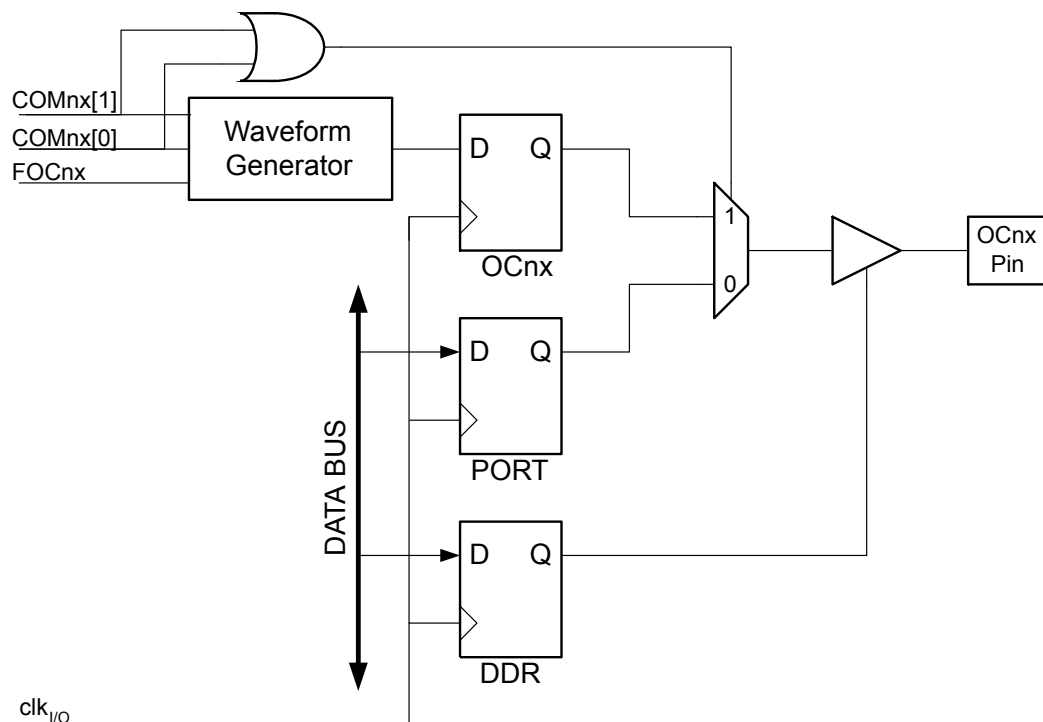 COMnx[1]
COMnx[0]
FOCnx
Waveform
Generator
D Q
OCnx
1
0
OCnx
Pin
D Q
PORT
DATA BUS
D Q
DDR
clkI/O